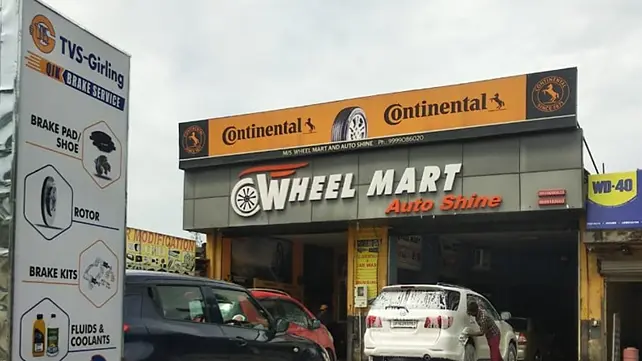 TVS-Girling
Q/K BRAKE SERVICE
BRAKE PAD/
SHOE
ROTOR
BRAKE KITS
FLUIDS &
COOLANTS
Continental
Continental
CONTINENTAL
M/S WHEEL MART AND AUTO SHINE Ph.: 9999086020
WHEEL MART
Auto Shine
WD-40
R MODIFICATION